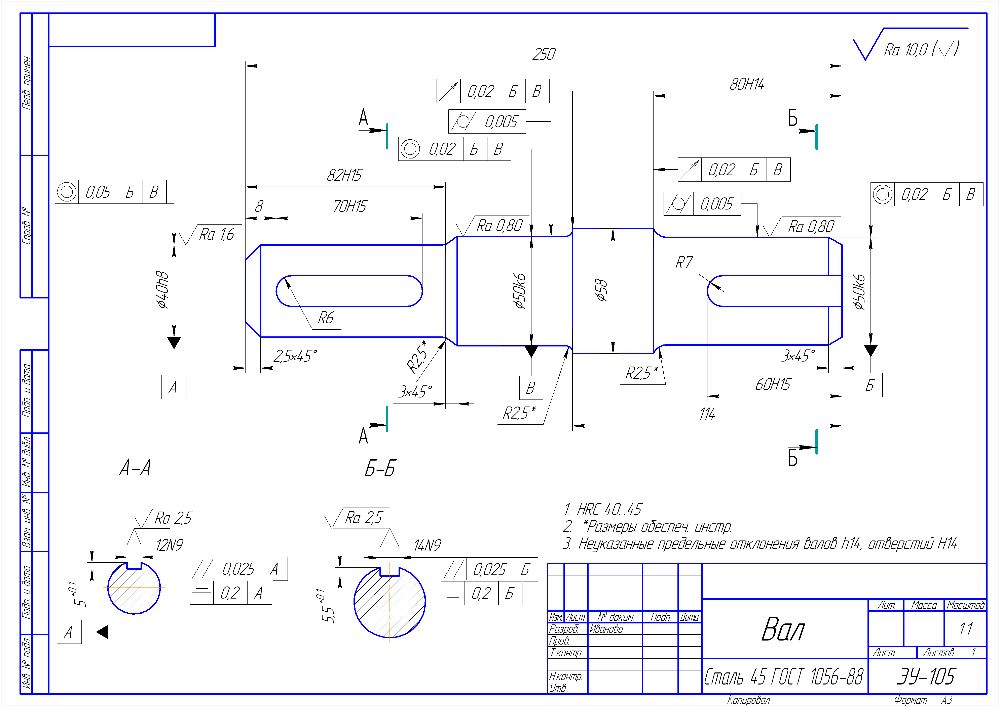 Перв. примен.
Справ. №
Подп. и дата
Инв. № дубл.
Взам. инв. №
Подп. и дата
Инв. № подл.
Ra 10,0 (√)
250
80H14
0,02 Б В
0,005
0,02 Б В
А
Б
82H15
8
70H15
0,05 Б В
0,02 Б В
0,005
0,02 Б В
Ra 1,6
Ra 0,80
Ra 0,80
R7
R6
⌀40h8
⌀50k6
⌀58
⌀50k6
2,5×45°
R2,5*
3×45°
R2,5*
R2,5*
3×45°
60H15
114
А
В
Б
А
Б
А-А
Б-Б
Ra 2,5
12N9
// 0,025 А
0,2 А
5+0,1
А
Ra 2,5
14N9
// 0,025 Б
0,2 Б
5,5+0,1
1. HRC 40...45
2. *Размеры обеспеч. инстр.
3. Неуказанные предельные отклонения валов h14, отверстий H14.
Изм. Лист № докум. Подп. Дата
Разраб. Иванова
Пров.
Т.контр.
Н.контр.
Утв.
Вал
Сталь 45 ГОСТ 1056-88
Лит. Масса Масштаб
1:1
Лист Листов 1
ЭУ-105
Копировал Формат А3